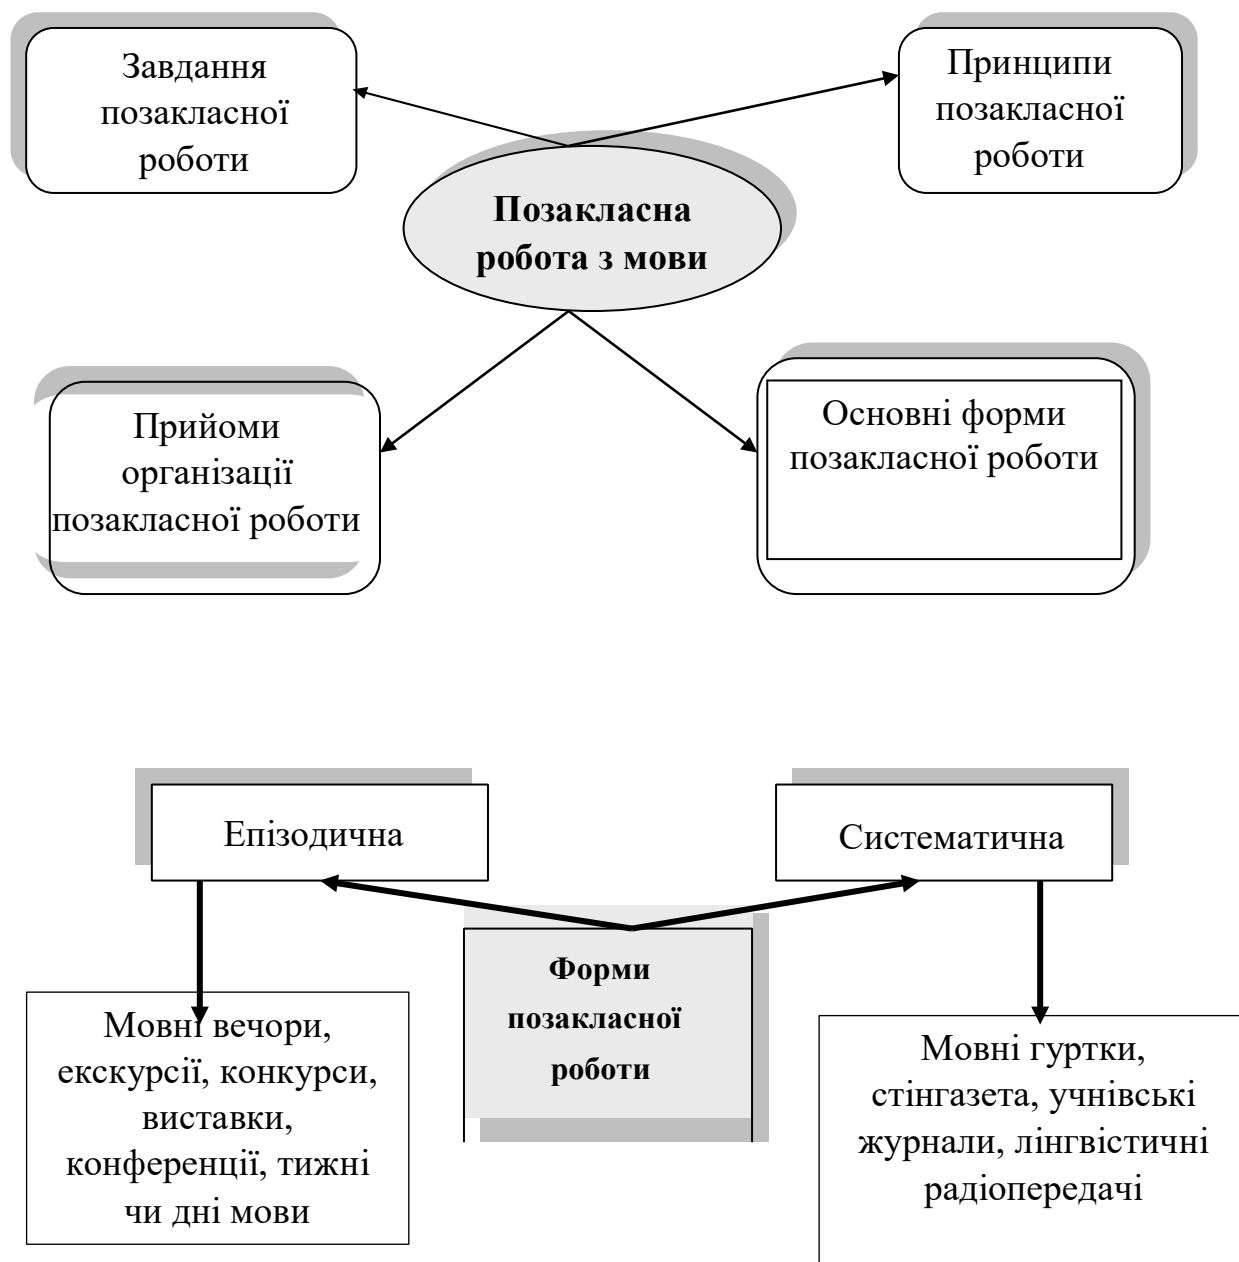 Завдання
позакласної
роботи
Принципи
позакласної
роботи
Позакласна
робота з мови
Прийоми
організації
позакласної роботи
Основні форми
позакласної роботи
Епізодична
Систематична
Форми
позакласної
роботи
Мовні вечори,
екскурсії, конкурси,
виставки,
конференції, тижні
чи дні мови
Мовні гуртки,
стінгазета, учнівські
журнали, лінгвістичні
радіопередачі